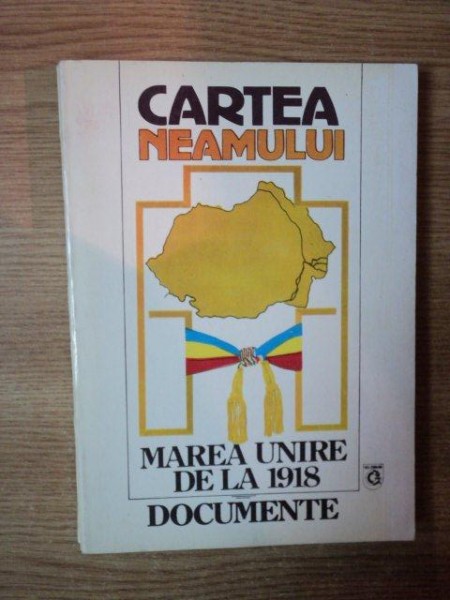 CARTEA
NEAMULUI
MAREA UNIRE
DE LA 1918
DOCUMENTE